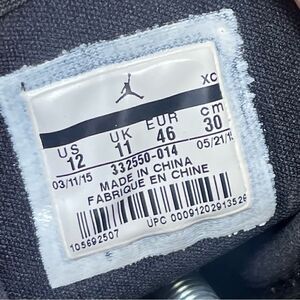 XC
US UK EUR cm
12 11 46 30
03/11/15 332550-014 05/21/15
MADE IN CHINA
FABRIQUE EN CHINE
105692507 UPC 00091202913526